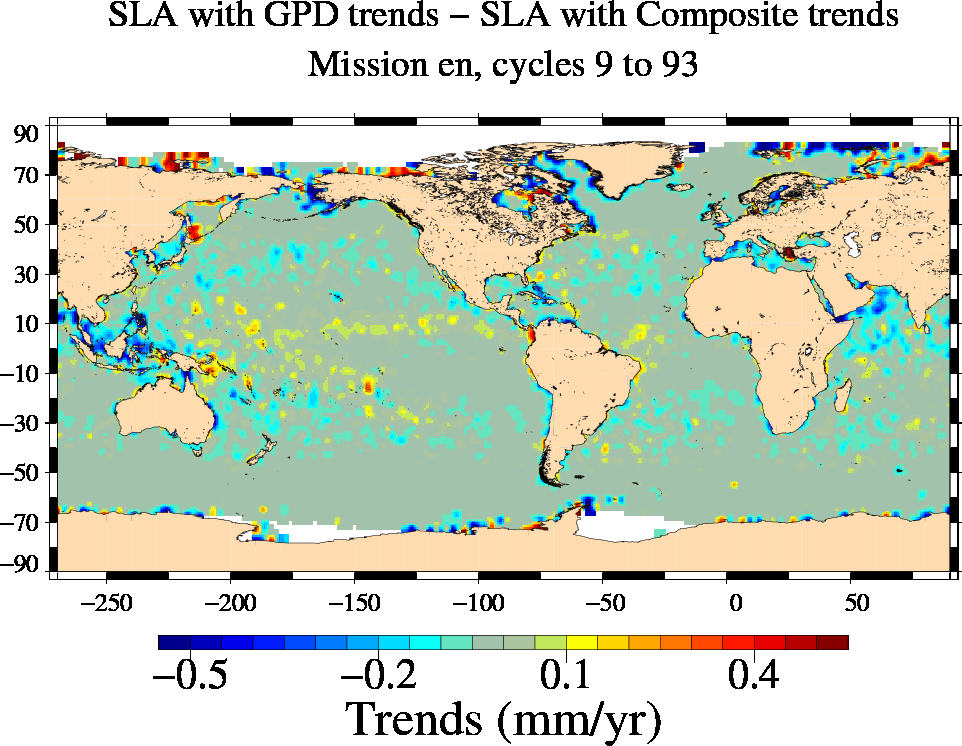 SLA with GPD trends − SLA with Composite trends
Mission en, cycles 9 to 93
90
70
50
30
10
−10
−30
−50
−70
−90
−250 −200 −150 −100 −50 0 50
−0.5 −0.2 0.1 0.4
Trends (mm/yr)